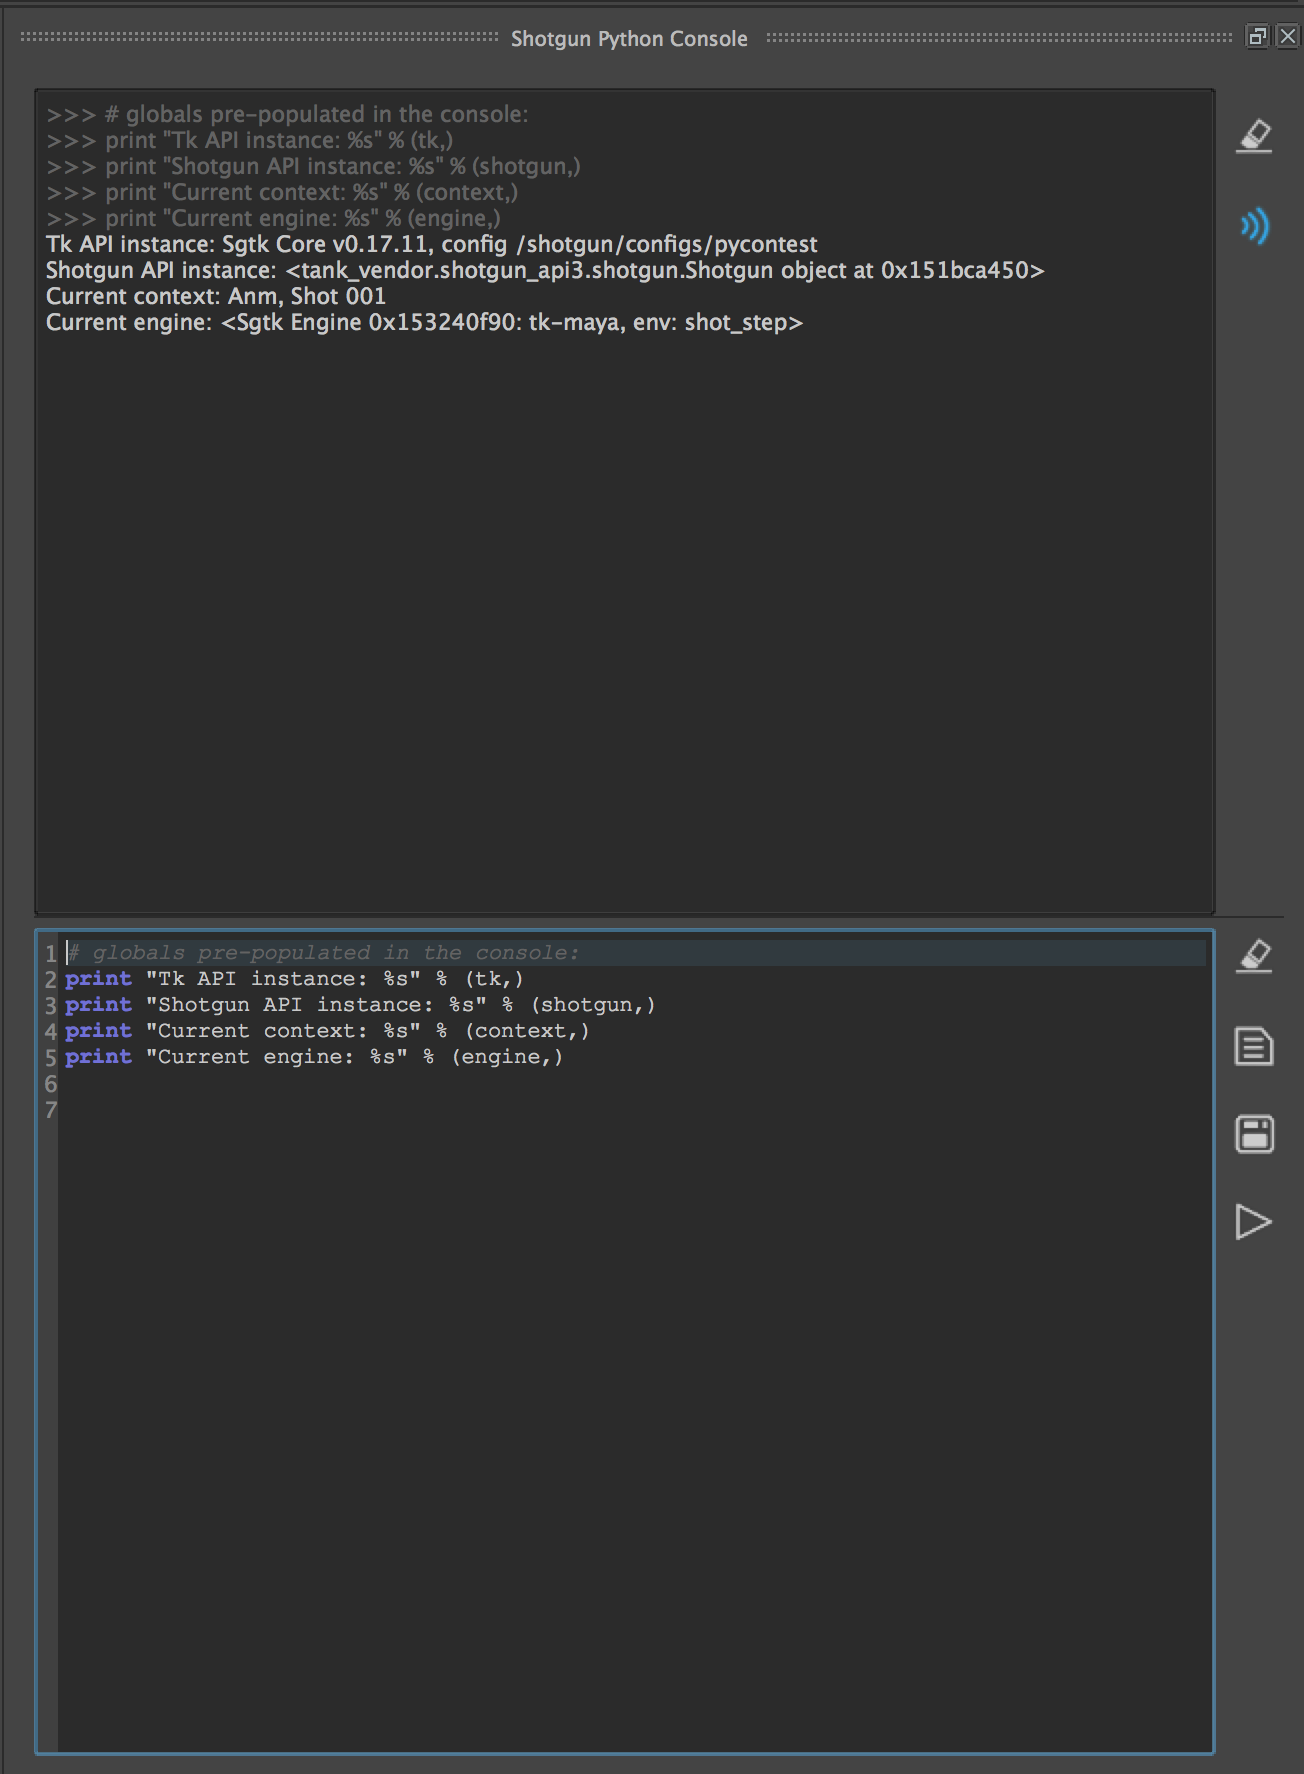 Shotgun Python Console
>>> # globals pre-populated in the console:
>>> print "Tk API instance: %s" % (tk,)
>>> print "Shotgun API instance: %s" % (shotgun,)
>>> print "Current context: %s" % (context,)
>>> print "Current engine: %s" % (engine,)
Tk API instance: Sgtk Core v0.17.11, config /shotgun/configs/pycontest
Shotgun API instance: <tank_vendor.shotgun_api3.shotgun.Shotgun object at 0x151bca450>
Current context: Anm, Shot 001
Current engine: <Sgtk Engine 0x153240f90: tk-maya, env: shot_step>
1 # globals pre-populated in the console:
2 print "Tk API instance: %s" % (tk,)
3 print "Shotgun API instance: %s" % (shotgun,)
4 print "Current context: %s" % (context,)
5 print "Current engine: %s" % (engine,)
6
7